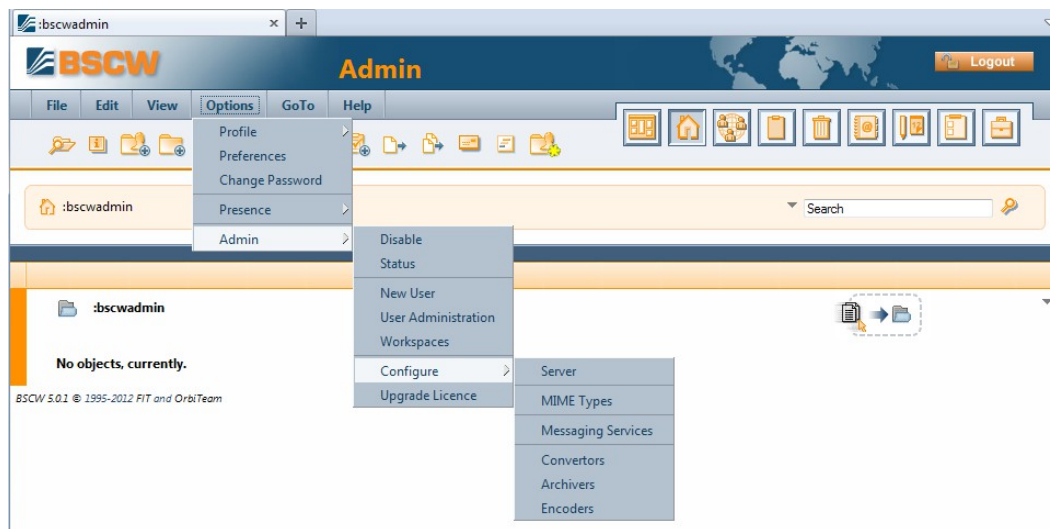 :bscwadmin
BSCW
Admin
Logout
File Edit View Options GoTo Help
Profile
Preferences
Change Password
:bscwadmin
Presence
Search
Admin
Disable
Status
New User
:bscwadmin
User Administration
Workspaces
No objects, currently.
Configure
Server
Upgrade Licence
BSCW 5.0.1 © 1995-2012 FIT and OrbiTeam
MIME Types
Messaging Services
Convertors
Archivers
Encoders